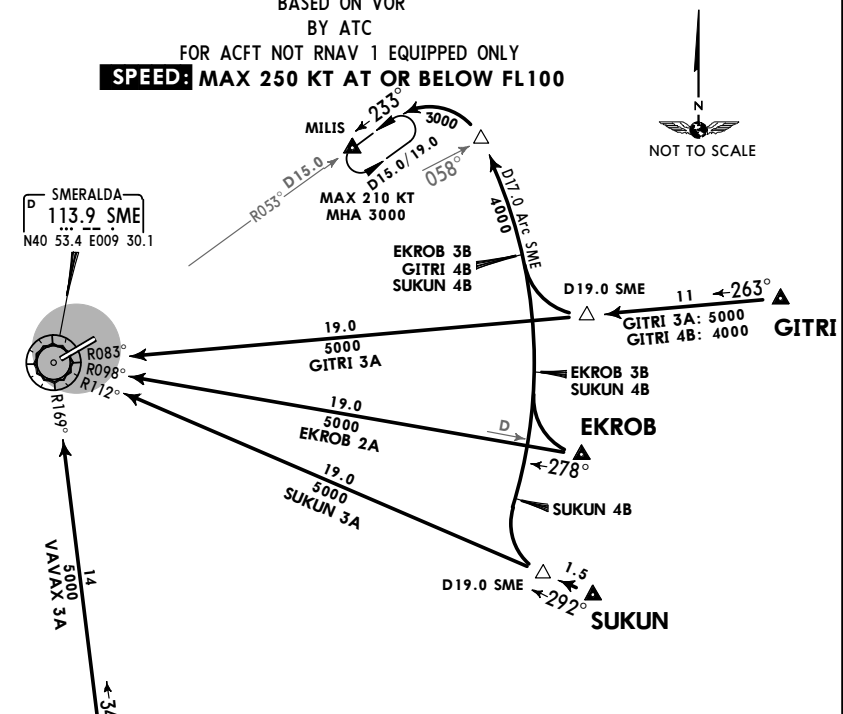 BASED ON VOR
BY ATC
FOR ACFT NOT RNAV 1 EQUIPPED ONLY
SPEED: MAX 250 KT AT OR BELOW FL100
N
NOT TO SCALE
MILIS
233°
3000
D15.0/19.0
058°
R053° D15.0
MAX 210 KT
MHA 3000
D17.0 Arc SME
4000
SMERALDA
D 113.9 SME
N40 53.4 E009 30.1
EKROB 3B
GITRI 4B
SUKUN 4B
D19.0 SME
11
263°
GITRI 3A: 5000
GITRI 4B: 4000
GITRI
19.0
5000
GITRI 3A
R083°
R098°
R112°
R169°
EKROB 3B
SUKUN 4B
19.0
5000
EKROB 2A
D
EKROB
278°
19.0
5000
SUKUN 3A
SUKUN 4B
D19.0 SME
1.5
292°
SUKUN
14
5000
VAVAX 3A